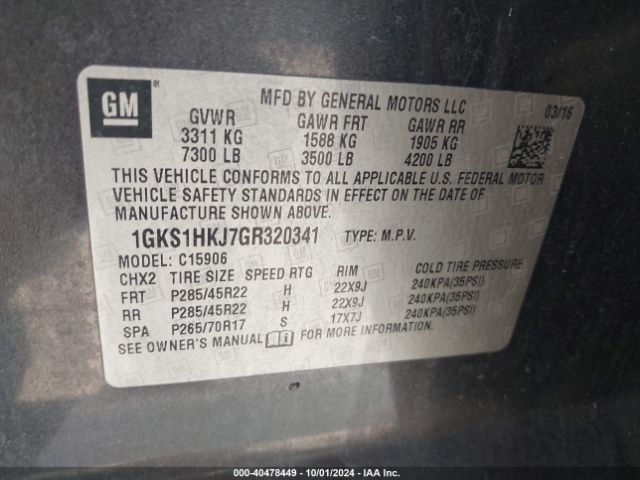 GM ®
MFD BY GENERAL MOTORS LLC
03/16
GVWR GAWR FRT GAWR RR
3311 KG 1588 KG 1905 KG
7300 LB 3500 LB 4200 LB
THIS VEHICLE CONFORMS TO ALL APPLICABLE U.S. FEDERAL MOTOR
VEHICLE SAFETY STANDARDS IN EFFECT ON THE DATE OF
MANUFACTURE SHOWN ABOVE.
1GKS1HKJ7GR320341 TYPE: M.P.V.
MODEL: C15906
CHX2 TIRE SIZE SPEED RTG RIM COLD TIRE PRESSURE
FRT P285/45R22 H 22X9J 240KPA(35PSI)
RR P285/45R22 H 22X9J 240KPA(35PSI)
SPA P265/70R17 S 17X7J 240KPA(35PSI)
SEE OWNER'S MANUAL FOR MORE INFORMATION.
000-40478449 - 10/01/2024 - IAA Inc.